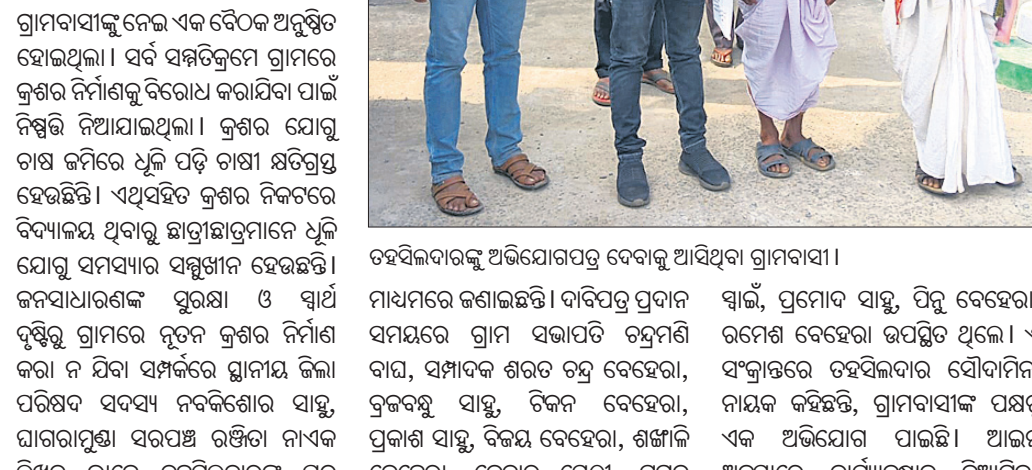 ଗ୍ରାମବାସୀଙ୍କୁ ନେଇ ଏକ ବୈଠକ ଅନୁଷ୍ଠିତ
ହୋଇଥିଲା। ସର୍ବ ସମ୍ମତିକ୍ରମେ ଗ୍ରାମରେ
କ୍ରଶର ନିର୍ମାଣକୁ ବିରୋଧ କରାଯିବା ପାଇଁ
ନିଷ୍ପତ୍ତି ନିଆଯାଇଥିଲା। କ୍ରଶର ଯୋଗୁ
ଚାଷ ଜମିରେ ଧୂଳି ପଡ଼ି ଚାଷୀ କ୍ଷତିଗ୍ରସ୍ତ
ହେଉଛିନ୍ତି। ଏଥିସହିତ କ୍ରଶର ନିକଟରେ
ବିଦ୍ୟାଳୟ ଥିବାରୁ ଛାତ୍ରୀଛାତ୍ରମାନେ ଧୂଳି
ଯୋଗୁ ସମସ୍ୟାର ସମ୍ମୁଖୀନ ହେଉଛନ୍ତି।
ଜନସାଧାରଣଙ୍କ ସୁରକ୍ଷା ଓ ସ୍ୱାର୍ଥ
ଦୃଷ୍ଟିରୁ ଗ୍ରାମରେ ନୂତନ କ୍ରଶର ନିର୍ମାଣ
କରା ନ ଯିବା ସମ୍ପର୍କରେ ସ୍ଥାନୀୟ ଜିଲା
ପରିଷଦ ସଦସ୍ୟ ନବକିଶୋର ସାହୁ,
ଘାଗରାମୁଣ୍ଡା ସରପଞ୍ଚ ରଞ୍ଜିତା ନାଏକ
ତହସିଲଦାରଙ୍କୁ ଅଭିଯୋଗପତ୍ର ଦେବାକୁ ଆସିଥିବା ଗ୍ରାମବାସୀ।
ମାଧ୍ୟମରେ ଜଣାଇଛନ୍ତି। ଦାବିପତ୍ର ପ୍ରଦାନ
ସମୟରେ ଗ୍ରାମ ସଭାପତି ଚନ୍ଦ୍ରମଣି
ବାଘ, ସମ୍ପାଦକ ଶରତ ଚନ୍ଦ୍ର ବେହେରା,
ବ୍ରଜବନ୍ଧୁ ସାହୁ, ଟିକନ ବେହେରା,
ପ୍ରକାଶ ସାହୁ, ବିଜୟ ବେହେରା, ଶଙ୍ଖାଳି
ସ୍ୱାଇଁ, ପ୍ରମୋଦ ସାହୁ, ପିନୁ ବେହେରା
ରମେଶ ବେହେରା ଉପସ୍ଥିତ ଥିଲେ।
ସଂକ୍ରାନ୍ତରେ ତହସିଲଦାର
ନାୟକ କହିଛନ୍ତି, ଗ୍ରାମବାସୀଙ୍କ
ଏକ ଅଭିଯୋଗ ପାଇଛି।